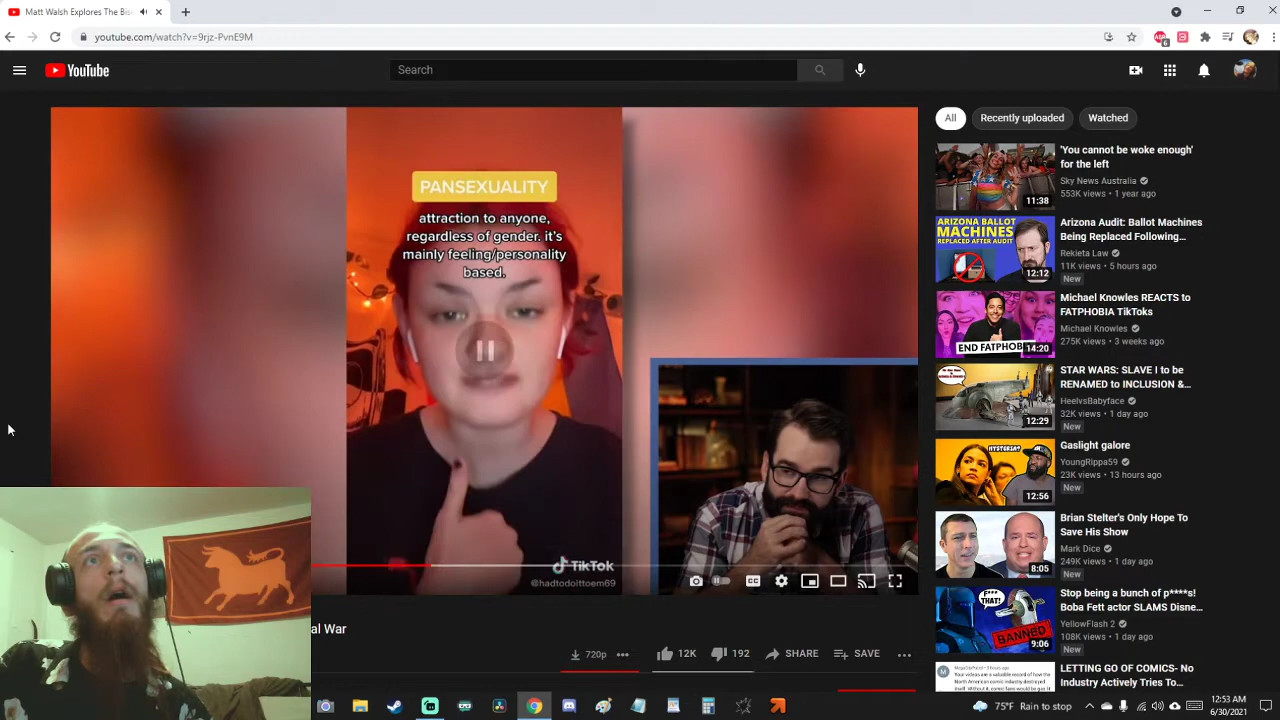 Matt Walsh Explores The Bis
youtube.com/watch?v=9rjz-PvnE9M
6
YouTube
Search
PANSEXUALITY
attraction to anyone,
regardless of gender. it's
mainly feeling/personality
based.
TikTok
@hadtodoittoem69
CC
al War
720p
12K
192
SHARE
SAVE
All
Recently uploaded
Watched
11:38
'You cannot be woke enough'
for the left
Sky News Australia
553K views • 1 year ago
ARIZONA BALLOT
MACHINES
REPLACED AFTER AUDIT
12:12
Arizona Audit: Ballot Machines
Being Replaced Following...
Rekieta Law
11K views • 5 hours ago
New
END FATPHOB
14:20
Michael Knowles REACTS to
FATPHOBIA TikToks
Michael Knowles
275K views • 3 weeks ago
12:29
STAR WARS: SLAVE I to be
RENAMED to INCLUSION &...
HeelvsBabyface
32K views • 1 day ago
New
HYSTERIA?
12:56
Gaslight galore
YoungRippa59
23K views • 13 hours ago
New
8:05
Brian Stelter's Only Hope To
Save His Show
Mark Dice
249K views • 1 day ago
New
F*** THAT!
BANNED
9:06
Stop being a bunch of p****s!
Boba Fett actor SLAMS Disne...
YellowFlash 2
108K views • 1 day ago
New
LETTING GO OF COMICS- No
Industry Actively Tries To...
75°F Rain to stop
12:53 AM
6/30/2021